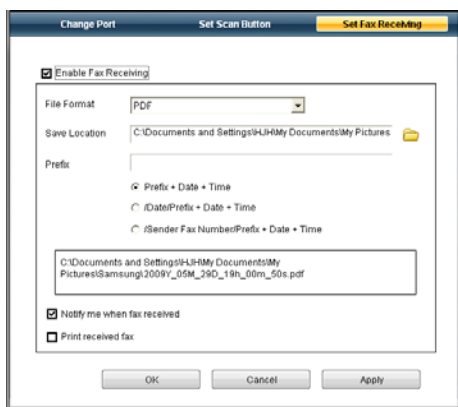 Change Port Set Scan Button Set Fax Receiving
Enable Fax Receiving
File Format PDF
Save Location C:\Documents and Settings\HJH\My Documents\My Pictures
Prefix
Prefix + Date + Time
/Date/Prefix + Date + Time
/Sender Fax Number/Prefix + Date + Time
C:\Documents and Settings\HJH\My Documents\My
Pictures\Samsung\2009Y_05M_29D_19h_00m_50s.pdf
Notify me when fax received
Print received fax
OK Cancel Apply